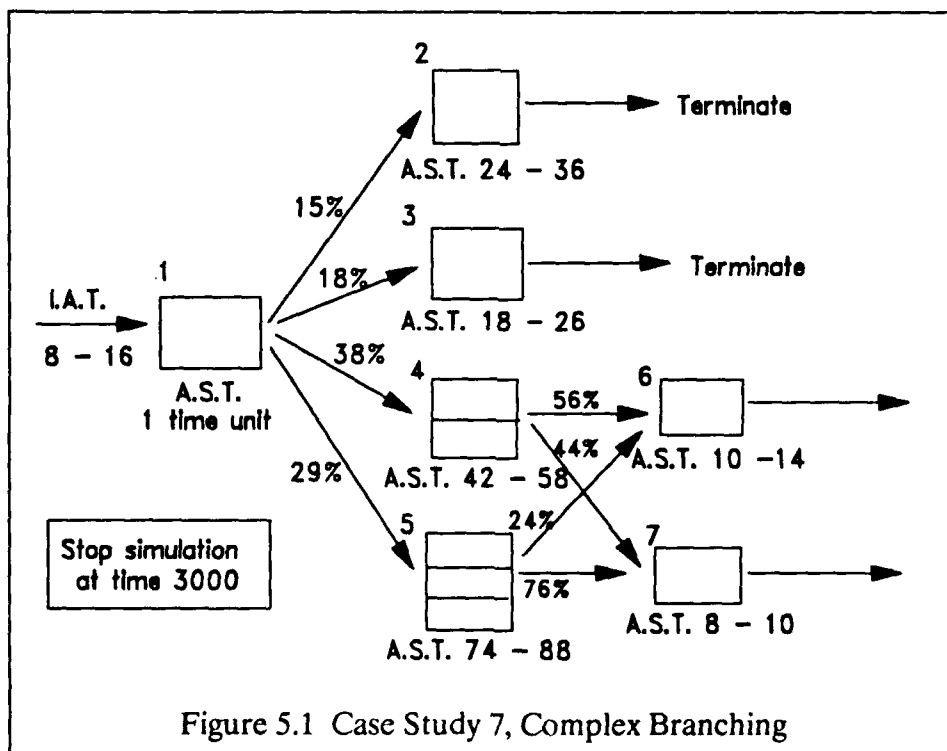 2
Terminate
A.S.T. 24 - 36
15%
3
Terminate
A.S.T. 18 - 26
18%
1
I.A.T.
8 - 16
A.S.T.
1 time unit
38%
4
56%
44%
A.S.T. 42 - 58
6
A.S.T. 10 -14
29%
5
24%
76%
A.S.T. 74 - 88
7
A.S.T. 8 - 10
Stop simulation
at time 3000
Figure 5.1 Case Study 7, Complex Branching